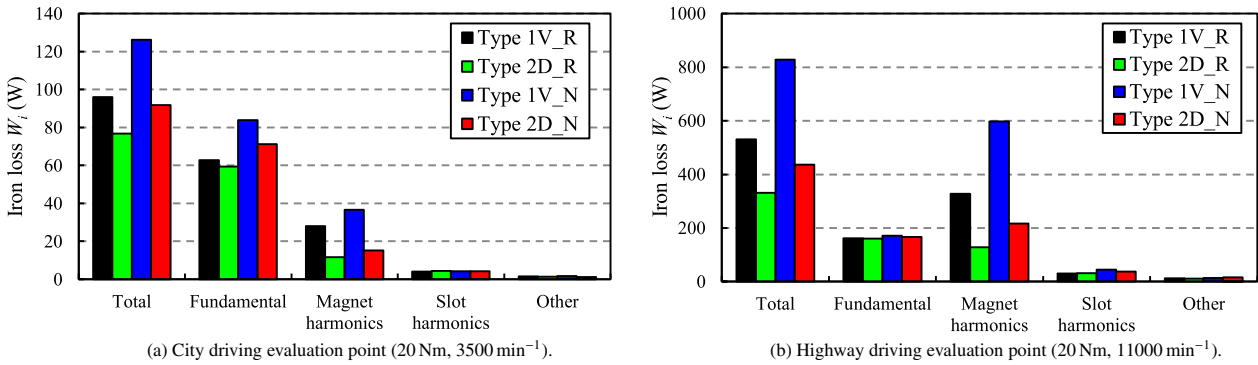 140
120
100
80
60
40
20
0
Iron loss Wi (W)
Type 1V_R
Type 2D_R
Type 1V_N
Type 2D_N
Total Fundamental Magnet harmonics Slot harmonics Other
(a) City driving evaluation point (20 Nm, 3500 min⁻¹).
1000
800
600
400
200
0
Iron loss Wi (W)
Type 1V_R
Type 2D_R
Type 1V_N
Type 2D_N
Total Fundamental Magnet harmonics Slot harmonics Other
(b) Highway driving evaluation point (20 Nm, 11000 min⁻¹).